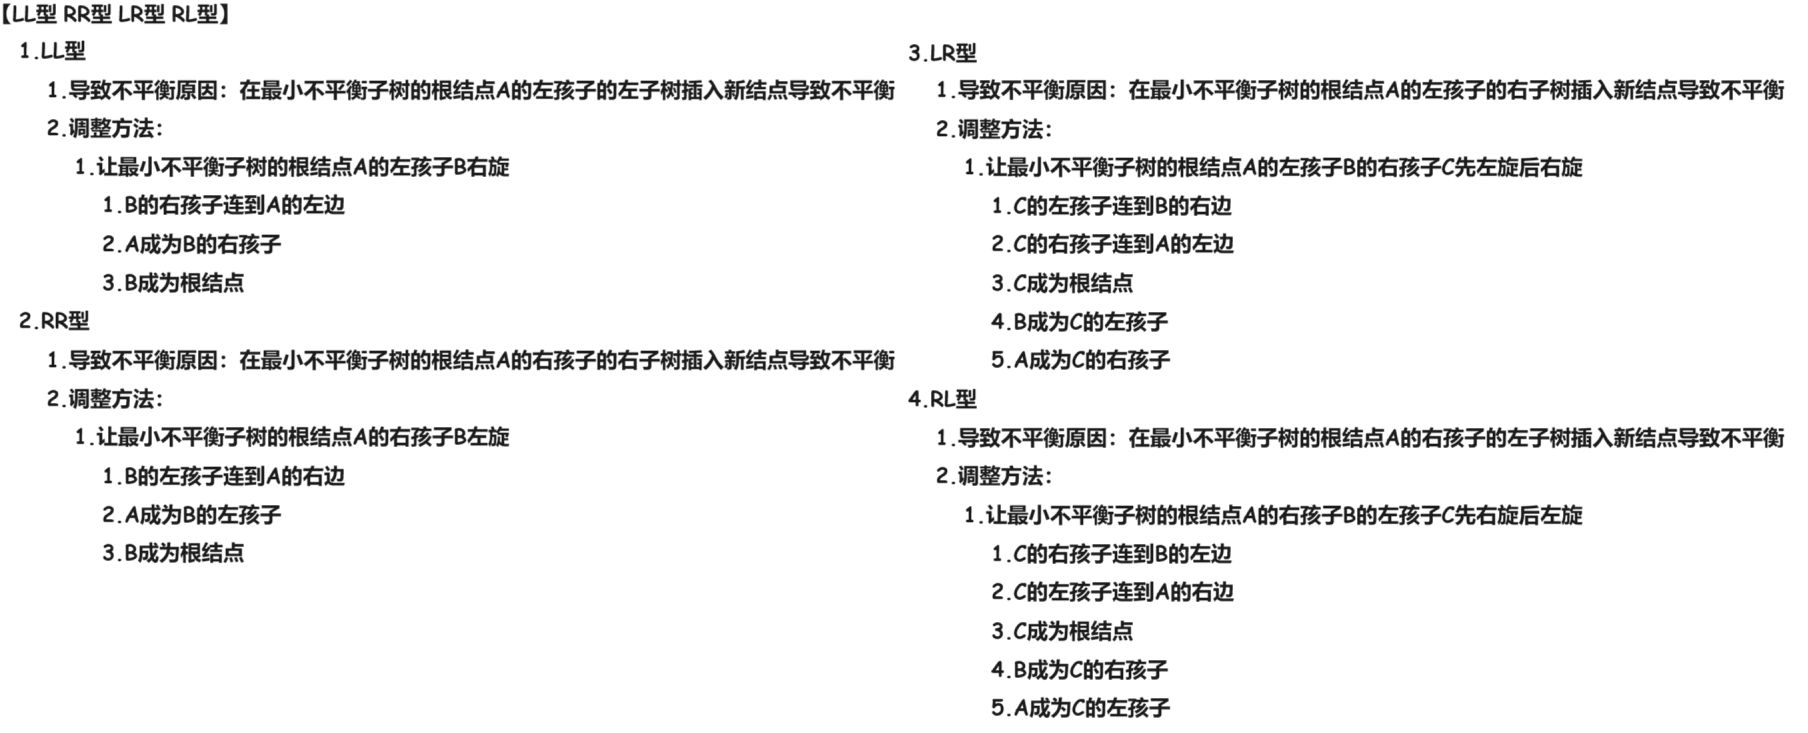 【LL型 RR型 LR型 RL型】
1.LL型
1.导致不平衡原因：在最小不平衡子树的根结点A的左孩子的左子树插入新结点导致不平衡
2.调整方法：
1.让最小不平衡子树的根结点A的左孩子B右旋
1.B的右孩子连到A的左边
2.A成为B的右孩子
3.B成为根结点
2.RR型
1.导致不平衡原因：在最小不平衡子树的根结点A的右孩子的右子树插入新结点导致不平衡
2.调整方法：
1.让最小不平衡子树的根结点A的右孩子B左旋
1.B的左孩子连到A的右边
2.A成为B的左孩子
3.B成为根结点
3.LR型
1.导致不平衡原因：在最小不平衡子树的根结点A的左孩子的右子树插入新结点导致不平衡
2.调整方法：
1.让最小不平衡子树的根结点A的左孩子B的右孩子C先左旋后右旋
1.C的左孩子连到B的右边
2.C的右孩子连到A的左边
3.C成为根结点
4.B成为C的左孩子
5.A成为C的右孩子
4.RL型
1.导致不平衡原因：在最小不平衡子树的根结点A的右孩子的左子树插入新结点导致不平衡
2.调整方法：
1.让最小不平衡子树的根结点A的右孩子B的左孩子C先右旋后左旋
1.C的右孩子连到B的左边
2.C的左孩子连到A的右边
3.C成为根结点
4.B成为C的右孩子
5.A成为C的左孩子